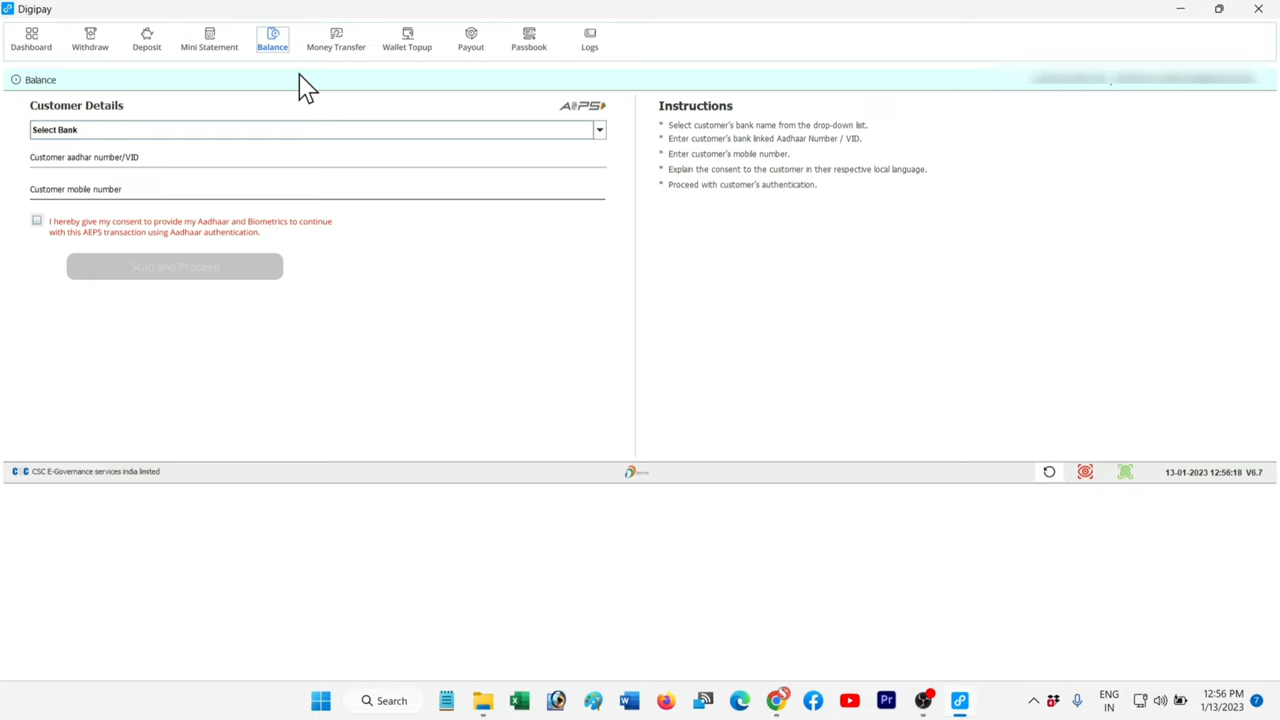 Digipay
Dashboard Withdraw Deposit Mini Statement Balance Money Transfer Wallet Topup Payout Passbook Logs
Balance
Customer Details
AePS
Select Bank
Customer aadhar number/VID
Customer mobile number
I hereby give my consent to provide my Aadhaar and Biometrics to continue
with this AEPS transaction using Aadhaar authentication.
Scan and Proceed
Instructions
* Select customer's bank name from the drop-down list.
* Enter customer's bank linked Aadhaar Number / VID.
* Enter customer's mobile number.
* Explain the consent to the customer in their respective local language.
* Proceed with customer's authentication.
CSC E-Governance services india limited
13-01-2023 12:56:18 V6.7
Search
ENG
IN
12:56 PM
1/13/2023
7